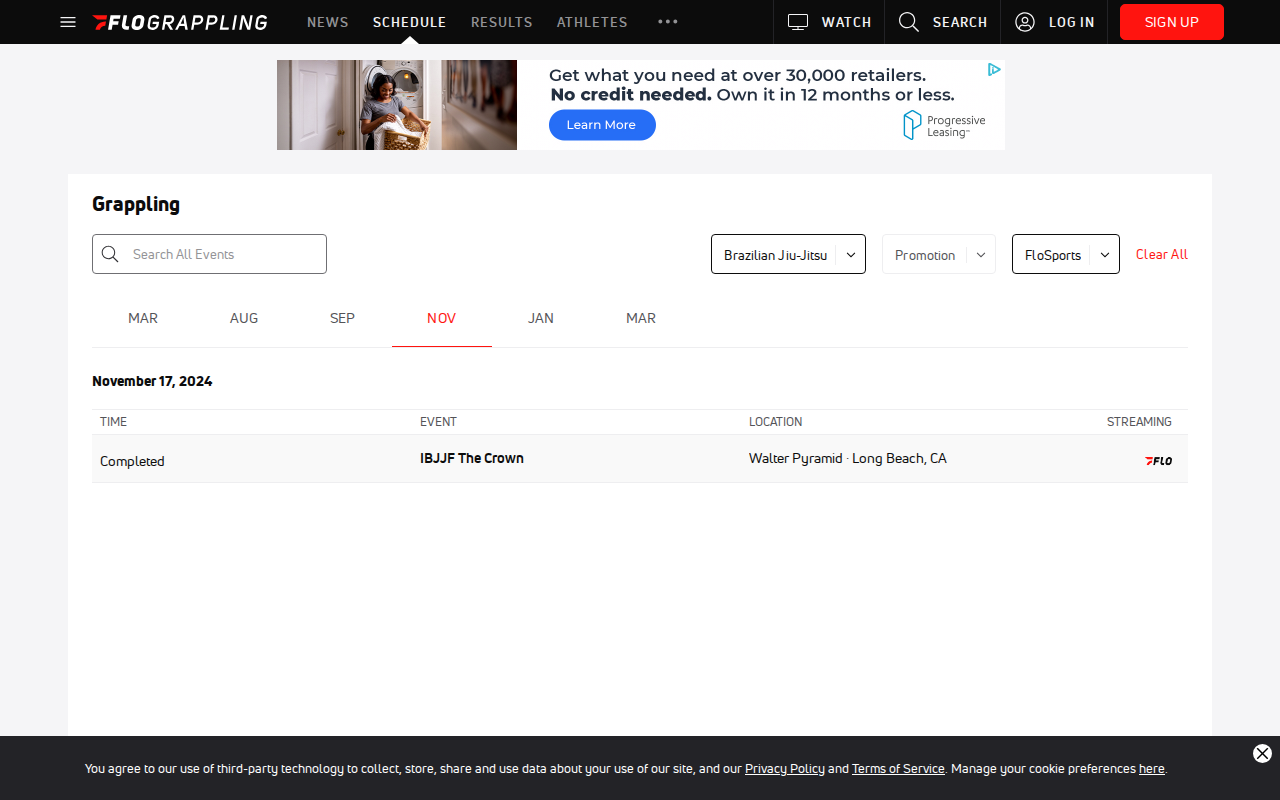 FLOGRAPPLING NEWS SCHEDULE RESULTS ATHLETES WATCH SEARCH LOG IN SIGN UP
Get what you need at over 30,000 retailers.
No credit needed. Own it in 12 months or less.
Learn More
Progressive
Leasing
Grappling
Search All Events
Brazilian Jiu-Jitsu
Promotion
FloSports
Clear All
MAR AUG SEP NOV JAN MAR
November 17, 2024
TIME EVENT LOCATION STREAMING
Completed IBJJF The Crown Walter Pyramid · Long Beach, CA FLO
You agree to our use of third-party technology to collect, store, share and use data about your use of our site, and our Privacy Policy and Terms of Service. Manage your cookie preferences here.